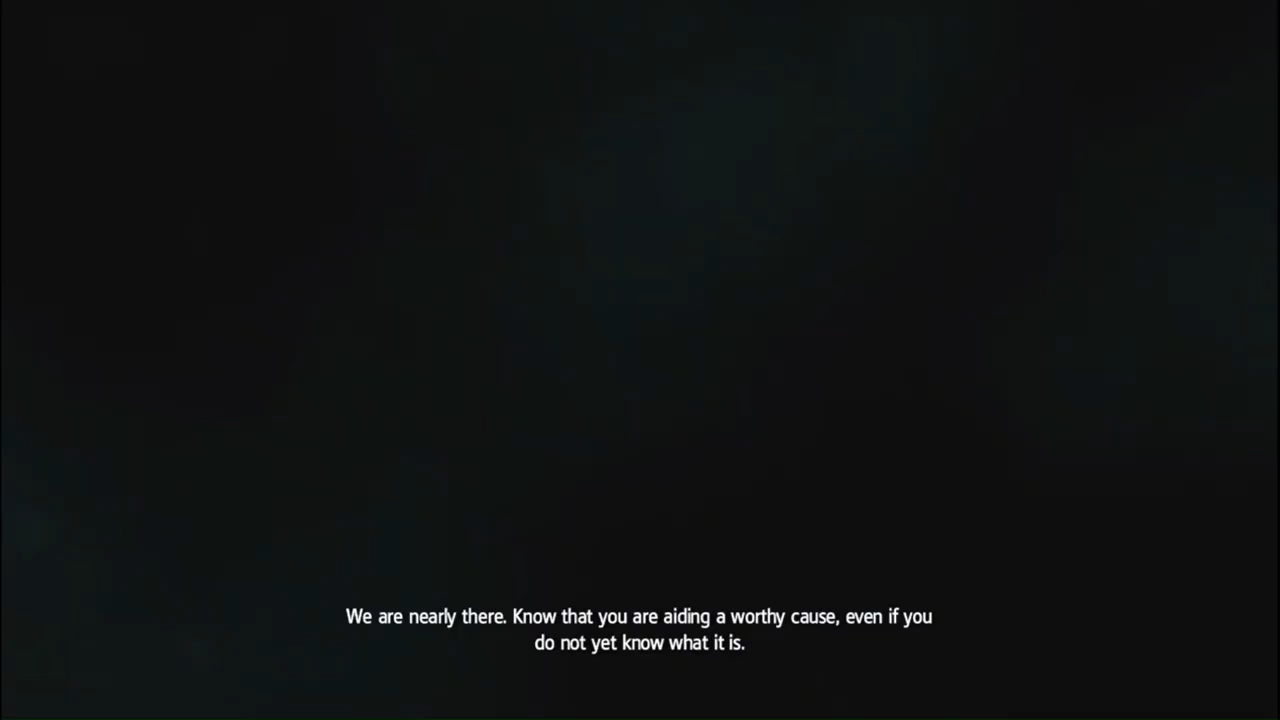 We are nearly there. Know that you are aiding a worthy cause, even if you
do not yet know what it is.